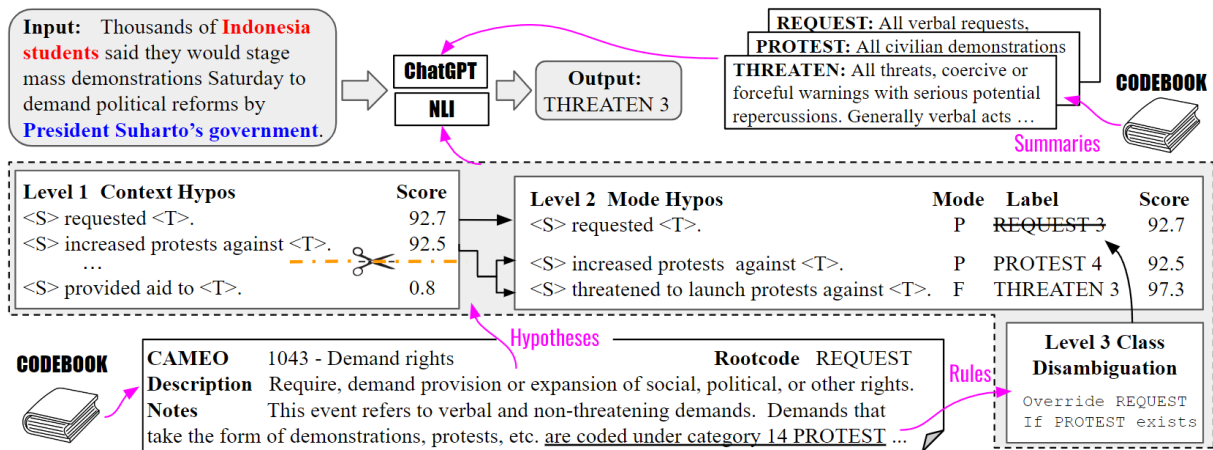 Input: Thousands of Indonesia
students said they would stage
mass demonstrations Saturday to
demand political reforms by
President Suharto's government.
ChatGPT
NLI
Output:
THREATEN 3
REQUEST: All verbal requests,
PROTEST: All civilian demonstrations
THREATEN: All threats, coercive or
forceful warnings with serious potential
repercussions. Generally verbal acts ...
CODEBOOK
Summaries
Level 1 Context Hypos Score
<S> requested <T>. 92.7
<S> increased protests against <T>. 92.5
...
<S> provided aid to <T>. 0.8
Level 2 Mode Hypos Mode Label Score
<S> requested <T>. P REQUEST 3 92.7
<S> increased protests against <T>. P PROTEST 4 92.5
<S> threatened to launch protests against <T>. F THREATEN 3 97.3
Hypotheses
CODEBOOK
CAMEO 1043 - Demand rights Rootcode REQUEST
Description Require, demand provision or expansion of social, political, or other rights.
Notes This event refers to verbal and non-threatening demands. Demands that
take the form of demonstrations, protests, etc. are coded under category 14 PROTEST ...
Rules
Level 3 Class
Disambiguation
Override REQUEST
If PROTEST exists